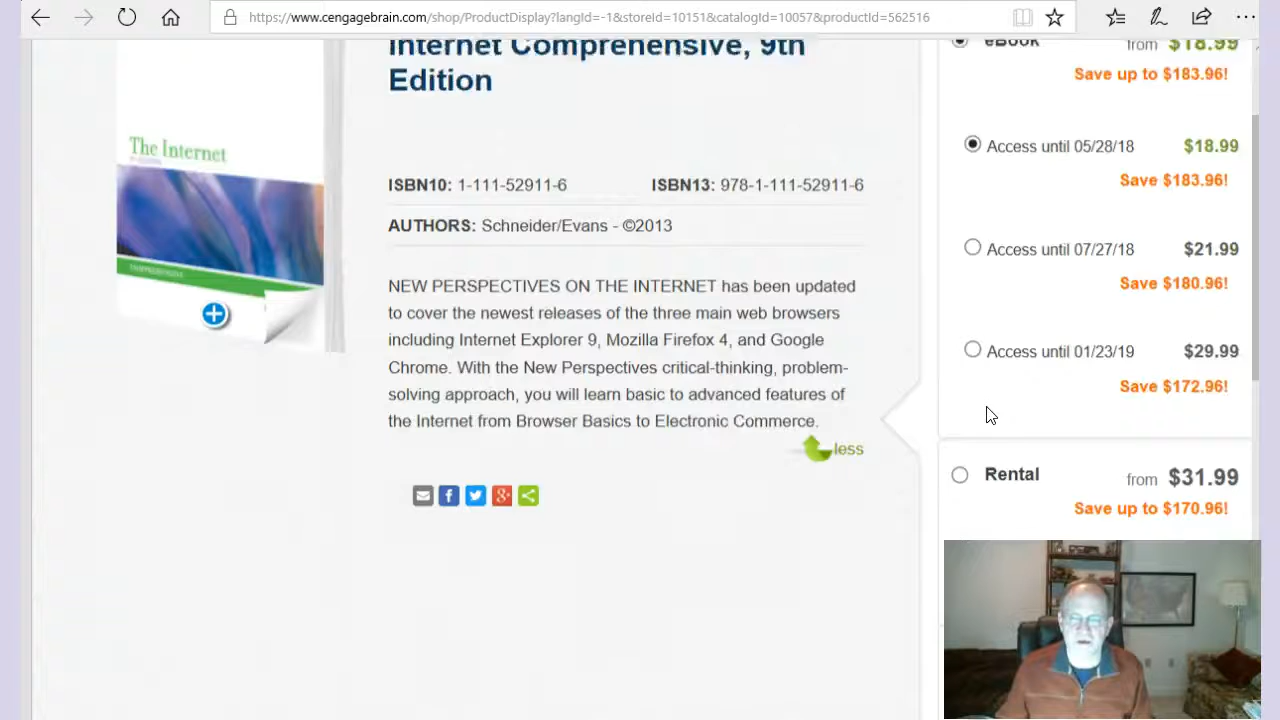 https://www.cengagebrain.com/shop/ProductDisplay?langId=-1&storeId=10151&catalogId=10057&productId=562516
Internet Comprehensive, 9th
Edition
The Internet
ISBN10: 1-111-52911-6
ISBN13: 978-1-111-52911-6
AUTHORS: Schneider/Evans - ©2013
NEW PERSPECTIVES ON THE INTERNET has been updated
to cover the newest releases of the three main web browsers
including Internet Explorer 9, Mozilla Firefox 4, and Google
Chrome. With the New Perspectives critical-thinking, problem-
solving approach, you will learn basic to advanced features of
the Internet from Browser Basics to Electronic Commerce.
less
eBook from $18.99
Save up to $183.96!
Access until 05/28/18 $18.99
Save $183.96!
Access until 07/27/18 $21.99
Save $180.96!
Access until 01/23/19 $29.99
Save $172.96!
Rental from $31.99
Save up to $170.96!